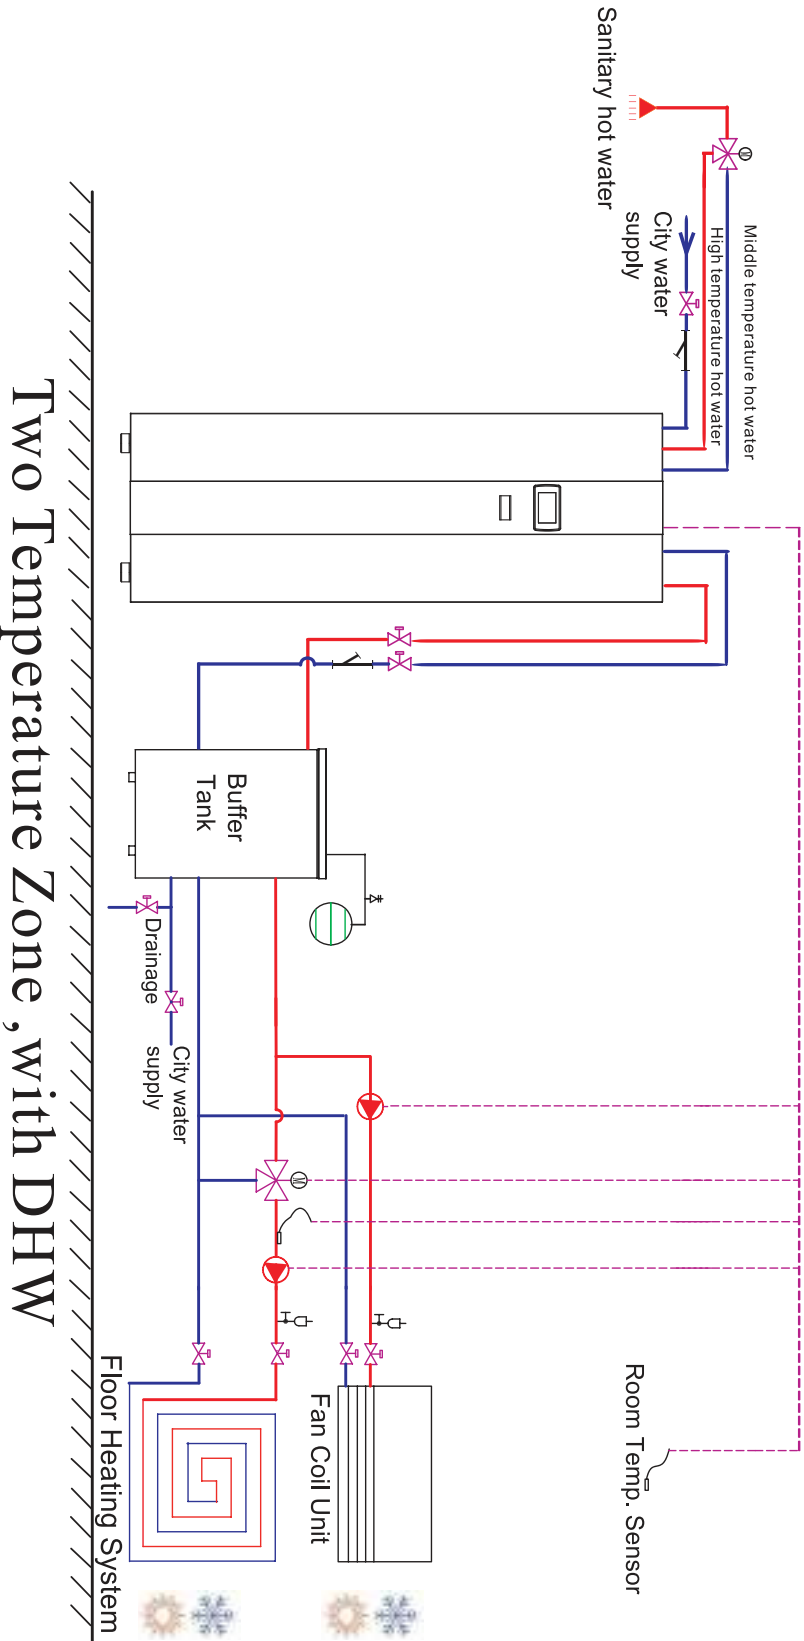 Sanitary hot water
City water
supply
Middle temperature hot water
High temperature hot water
M
Buffer
Tank
Drainage
City water
supply
M
Room Temp. Sensor
Fan Coil Unit
Floor Heating System
Two Temperature Zone ,with DHW